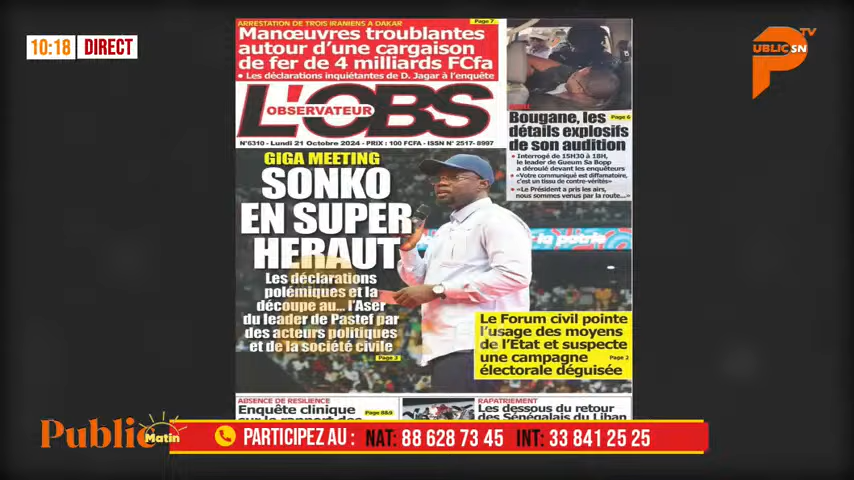 10:18 DIRECT
PUBLIC SN TV
ARRESTATION DE TROIS IRANIENS A DAKAR
Page 7
Manœuvres troublantes
autour d'une cargaison
de fer de 4 milliards FCfa
• Les déclarations inquiétantes de D. Jagar à l'enquête
L'OBS
OBSERVATEUR
N°6310 - Lundi 21 Octobre 2024 - PRIX : 100 FCFA - ISSN N° 2517- 8997
Bougane, les
Page 6
détails explosifs
de son audition
• Interrogé de 15H30 à 18H,
le leader de Gueum Sa Bopp
a déroulé devant les enquêteurs
• «Votre communiqué est diffamatoire,
c'est un tissu de contre-vérités»
• «Le Président a pris les airs,
nous sommes venus par la route...»
GIGA MEETING
SONKO
EN SUPER
HERAUT
Les déclarations
polémiques et la
découpe au... l'Aser
du leader de Pastef par
des acteurs politiques
et de la société civile
Page 3
la patrie
Le Forum civil pointe
l'usage des moyens
de l'Etat et suspecte
une campagne
Page 2
électorale déguisée
ABSENCE DE RESILIENCE
Enquête clinique
Page 8&9
sur le rapport des
RAPATRIEMENT
Les dessous du retour
des Sénégalais du Liban
Public Matin
PARTICIPEZ AU : NAT: 88 628 73 45 INT: 33 841 25 25